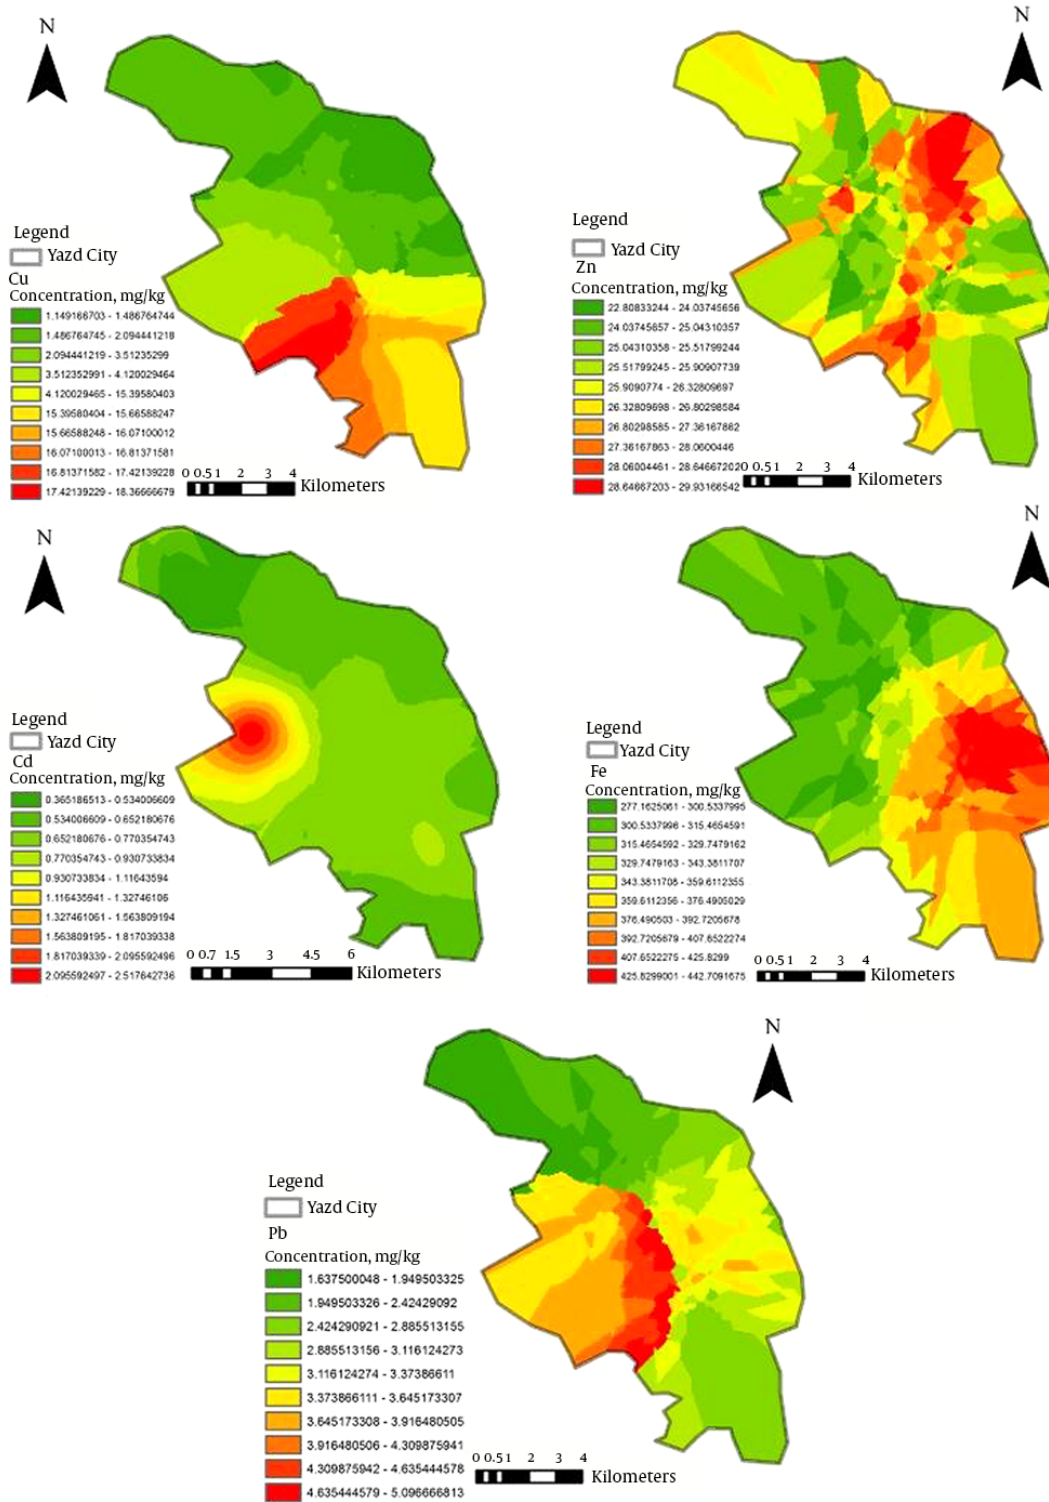 N
Legend
Yazd City
Cu
Concentration, mg/kg
1.149166703 - 1.486764744
1.486764745 - 2.094441218
2.094441219 - 3.51235299
3.512352991 - 4.120029464
4.120029465 - 15.39580403
15.39580404 - 15.66588247
15.66588248 - 16.07100012
16.07100013 - 16.81371581
16.81371582 - 17.42139228
17.42139229 - 18.36666679
0 0.5 1 2 3 4
Kilometers
N
Legend
Yazd City
Zn
Concentration, mg/kg
22.80833244 - 24.03745656
24.03745657 - 25.04310357
25.04310358 - 25.51799244
25.51799245 - 25.90907739
25.9090774 - 26.32809697
26.32809698 - 26.80298584
26.80298585 - 27.36167862
27.36167863 - 28.0600446
28.06004461 - 28.64667202
28.64667203 - 29.93166542
0 0.5 1 2 3 4
Kilometers
N
Legend
Yazd City
Cd
Concentration, mg/kg
0.365186513 - 0.534006609
0.534006609 - 0.652180676
0.652180676 - 0.770354743
0.770354743 - 0.930733834
0.930733834 - 1.11643594
1.116435941 - 1.32746106
1.327461061 - 1.563809194
1.563809195 - 1.817039338
1.817039339 - 2.095592496
2.095592497 - 2.517642736
0 0.7 1.5 3 4.5 6
Kilometers
N
Legend
Yazd City
Fe
Concentration, mg/kg
277.1625061 - 300.5337995
300.5337996 - 315.4654591
315.4654592 - 329.7479162
329.7479163 - 343.3811707
343.3811708 - 359.6112355
359.6112356 - 376.4905029
376.490503 - 392.7205678
392.7205679 - 407.6522274
407.6522275 - 425.8299
425.8299001 - 442.7091675
0 0.5 1 2 3 4
Kilometers
N
Legend
Yazd City
Pb
Concentration, mg/kg
1.637500048 - 1.949503325
1.949503326 - 2.42429092
2.424290921 - 2.885513155
2.885513156 - 3.116124273
3.116124274 - 3.37386611
3.373866111 - 3.645173307
3.645173308 - 3.916480505
3.916480506 - 4.309875941
4.309875942 - 4.635444578
4.635444579 - 5.096666813
0 0.5 1 2 3 4
Kilometers